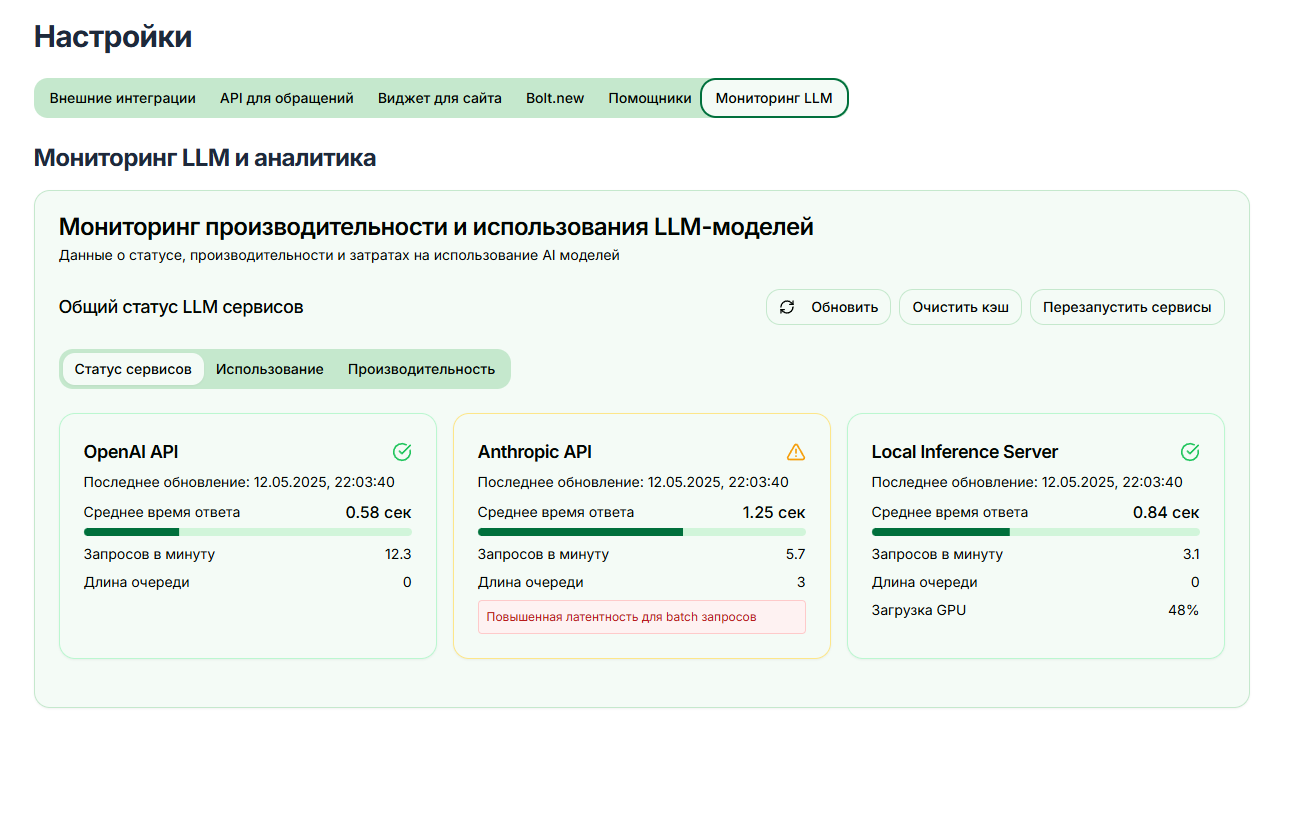 Настройки
Внешние интеграции API для обращений Виджет для сайта Bolt.new Помощники Мониторинг LLM
Мониторинг LLM и аналитика
Мониторинг производительности и использования LLM-моделей
Данные о статусе, производительности и затратах на использование AI моделей
Общий статус LLM сервисов
Обновить Очистить кэш Перезапустить сервисы
Статус сервисов Использование Производительность
OpenAI API
Последнее обновление: 12.05.2025, 22:03:40
Среднее время ответа 0.58 сек
Запросов в минуту 12.3
Длина очереди 0
Anthropic API
Последнее обновление: 12.05.2025, 22:03:40
Среднее время ответа 1.25 сек
Запросов в минуту 5.7
Длина очереди 3
Повышенная латентность для batch запросов
Local Inference Server
Последнее обновление: 12.05.2025, 22:03:40
Среднее время ответа 0.84 сек
Запросов в минуту 3.1
Длина очереди 0
Загрузка GPU 48%